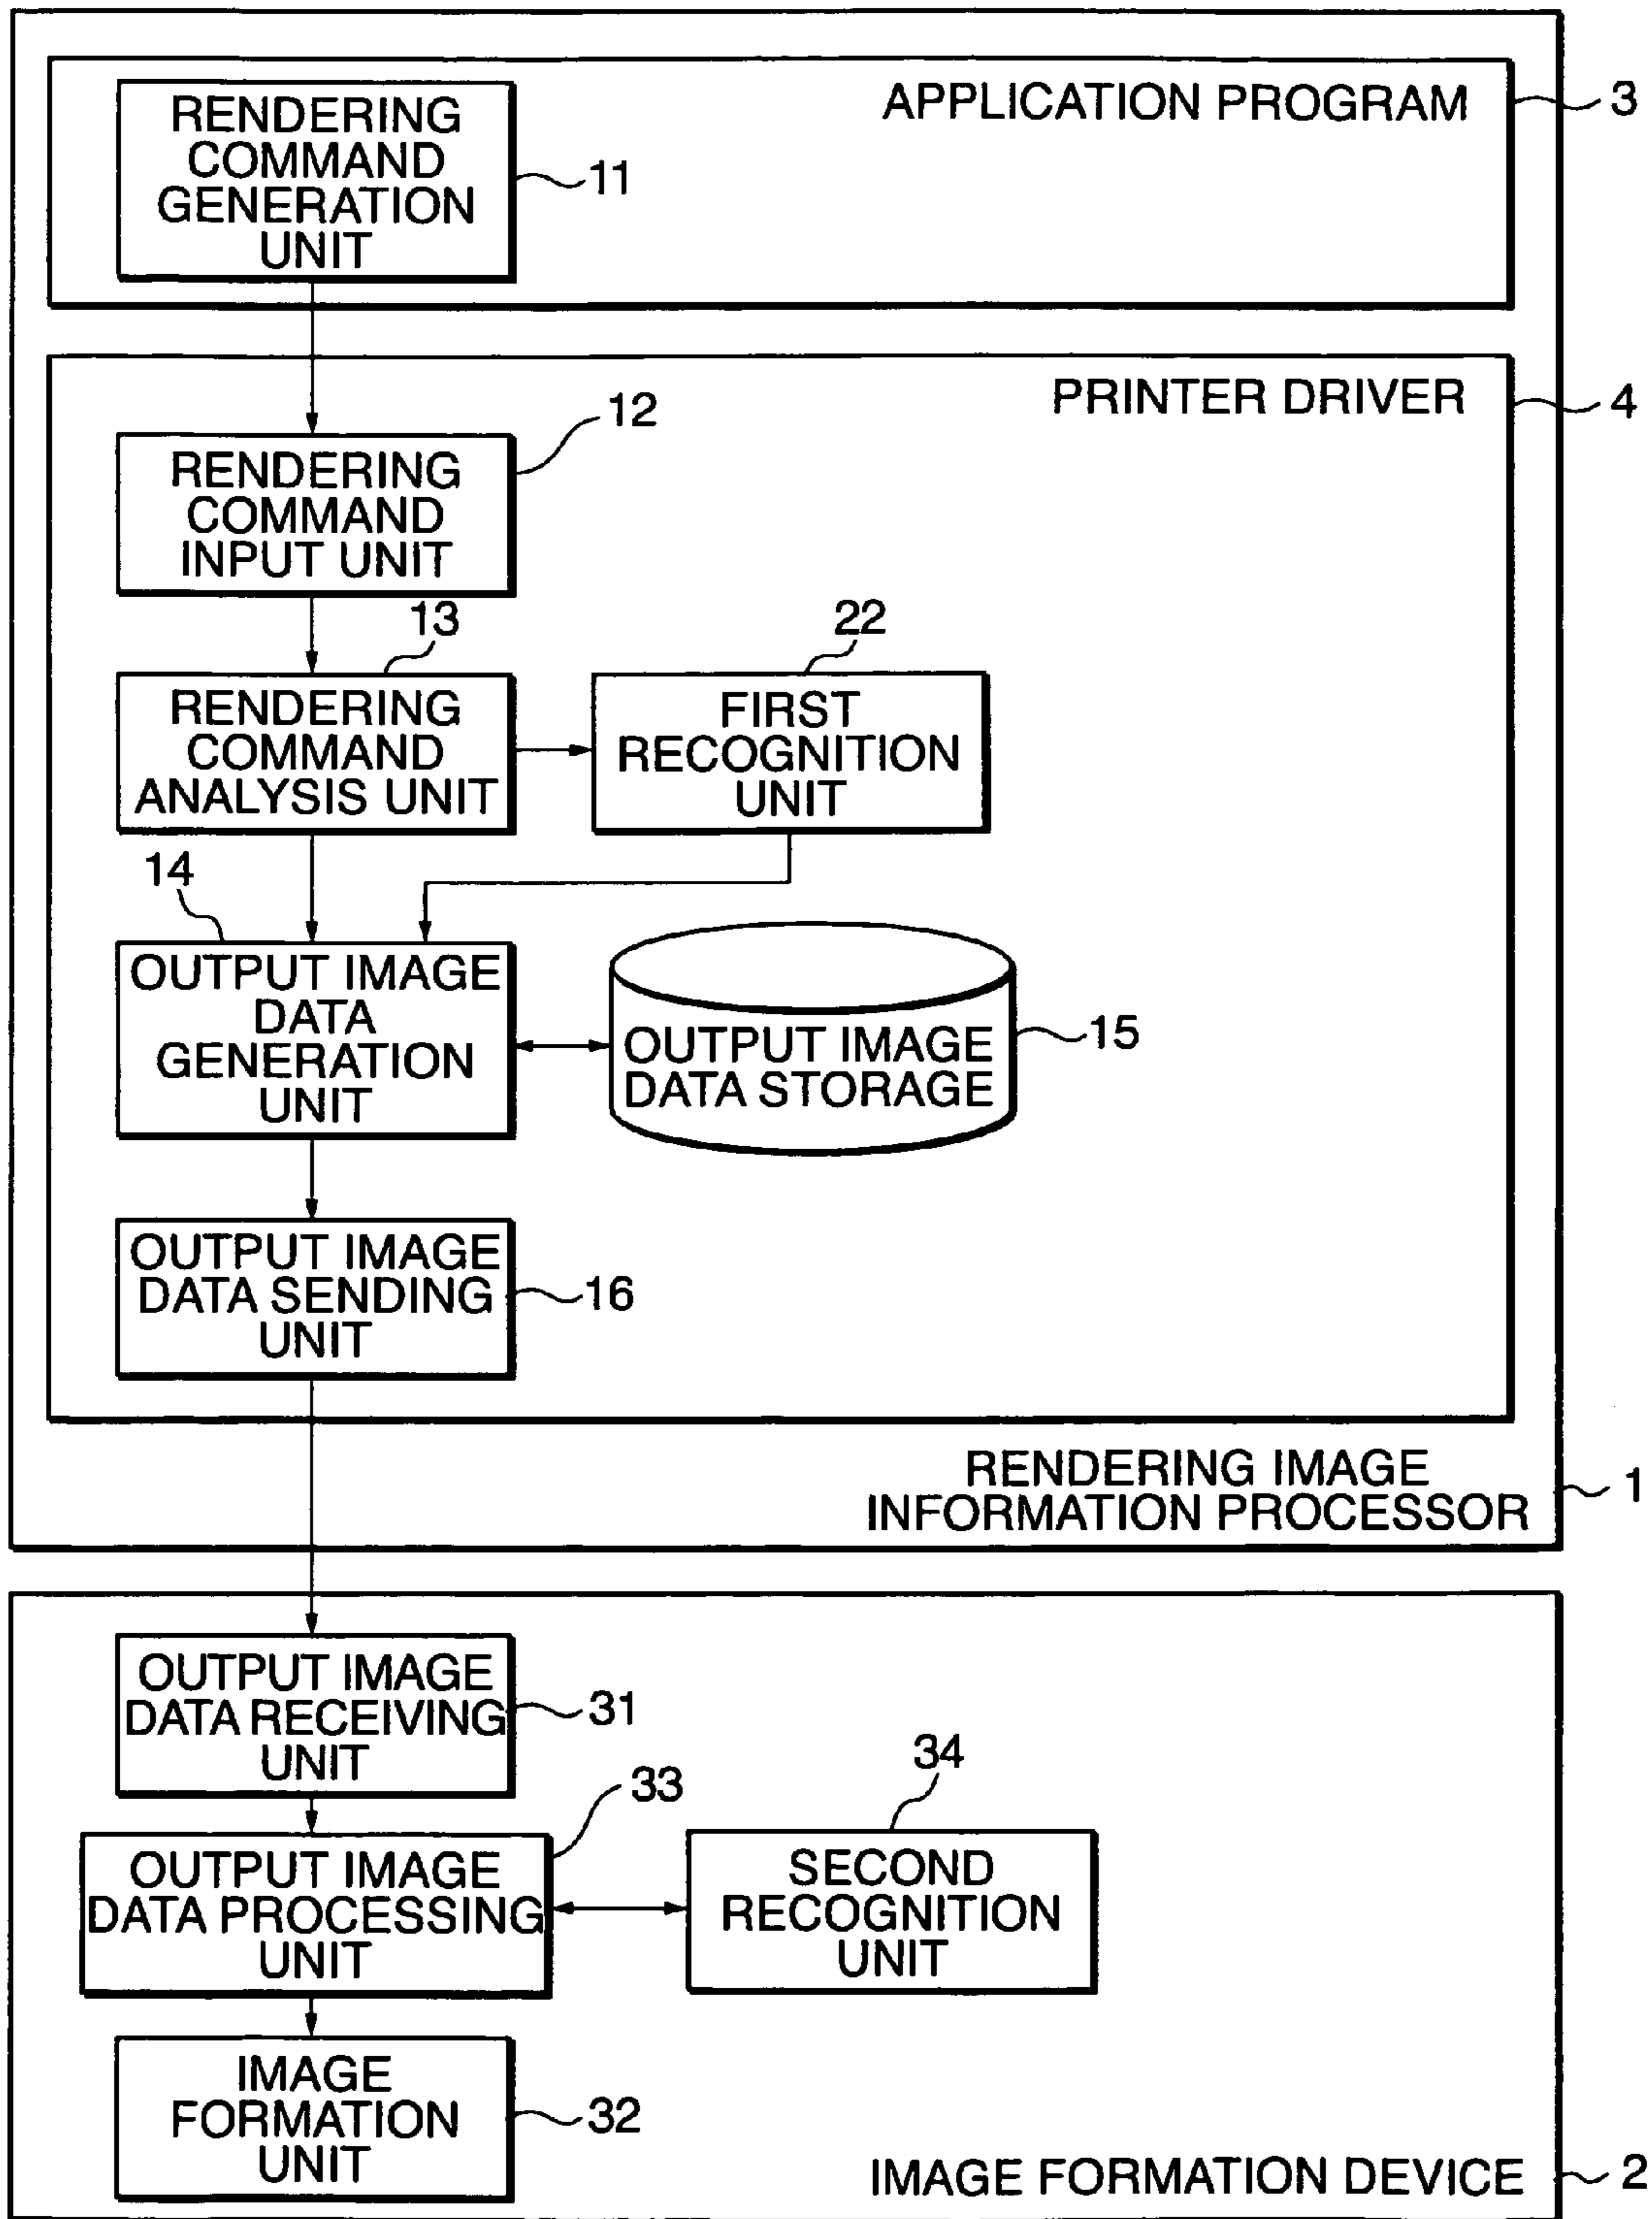 APPLICATION PROGRAM
3
RENDERING
COMMAND
GENERATION
UNIT
11
PRINTER DRIVER
4
12
RENDERING
COMMAND
INPUT UNIT
13
22
RENDERING
COMMAND
ANALYSIS UNIT
FIRST
RECOGNITION
UNIT
14
OUTPUT IMAGE
DATA
GENERATION
UNIT
OUTPUT IMAGE
DATA STORAGE
15
OUTPUT IMAGE
DATA SENDING
UNIT
16
RENDERING IMAGE
INFORMATION PROCESSOR
1
OUTPUT IMAGE
DATA RECEIVING
UNIT
31
33
34
OUTPUT IMAGE
DATA PROCESSING
UNIT
SECOND
RECOGNITION
UNIT
IMAGE
FORMATION
UNIT
32
IMAGE FORMATION DEVICE
2